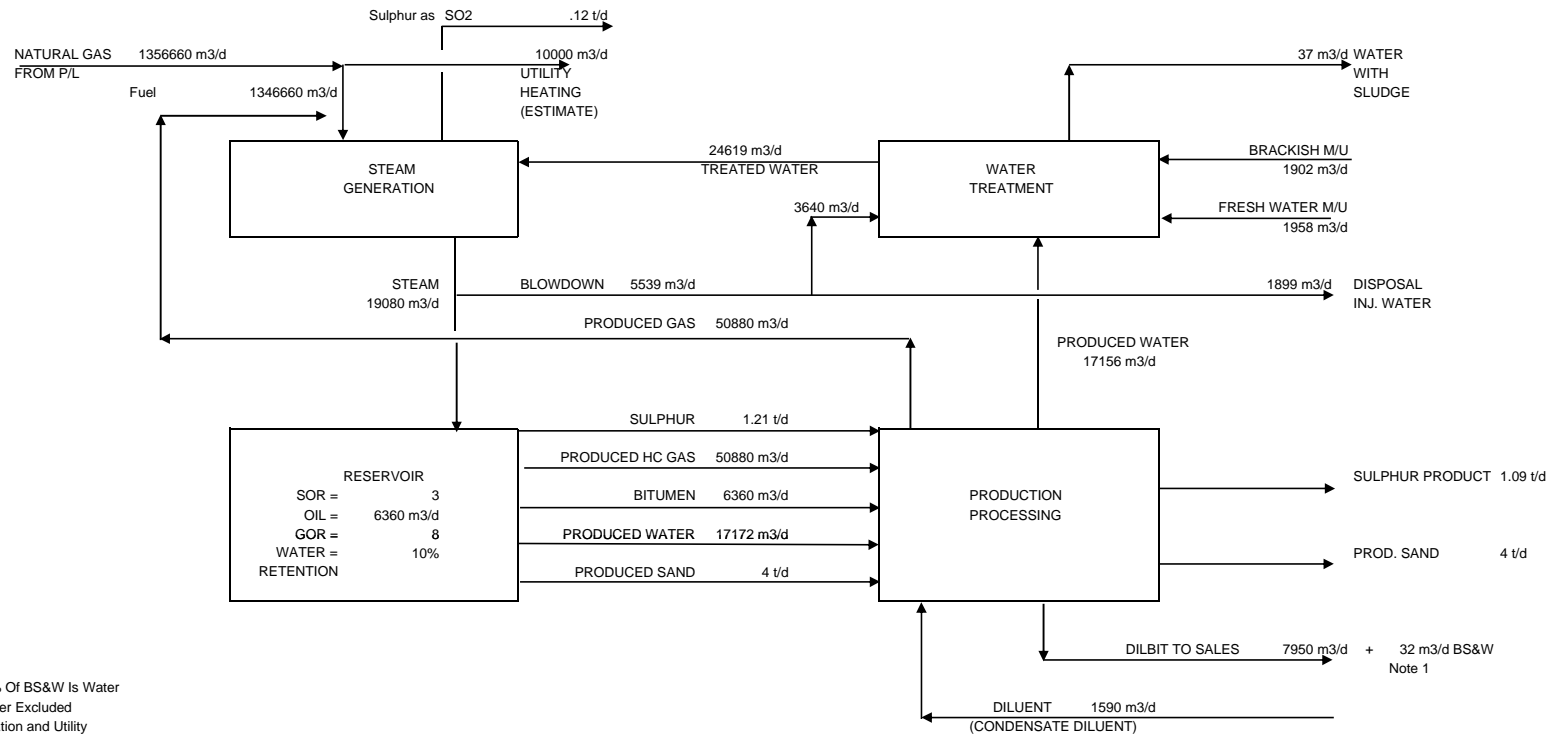 Sulphur as SO2 .12 t/d
NATURAL GAS 1356660 m3/d
FROM P/L
10000 m3/d
UTILITY
HEATING
(ESTIMATE)
37 m3/d WATER
WITH
SLUDGE
Fuel 1346660 m3/d
STEAM
GENERATION
24619 m3/d
TREATED WATER
WATER
TREATMENT
BRACKISH M/U
1902 m3/d
3640 m3/d
FRESH WATER M/U
1958 m3/d
STEAM
19080 m3/d
BLOWDOWN 5539 m3/d
1899 m3/d DISPOSAL
INJ. WATER
PRODUCED GAS 50880 m3/d
PRODUCED WATER
17156 m3/d
RESERVOIR
SOR = 3
OIL = 6360 m3/d
GOR = 8
WATER = 10%
RETENTION
SULPHUR 1.21 t/d
PRODUCED HC GAS 50880 m3/d
BITUMEN 6360 m3/d
PRODUCED WATER 17172 m3/d
PRODUCED SAND 4 t/d
PRODUCTION
PROCESSING
SULPHUR PRODUCT 1.09 t/d
PROD. SAND 4 t/d
DILBIT TO SALES 7950 m3/d + 32 m3/d BS&W
Note 1
DILUENT 1590 m3/d
(CONDENSATE DILUENT)
Of BS&W Is Water
er Excluded
tion and Utility